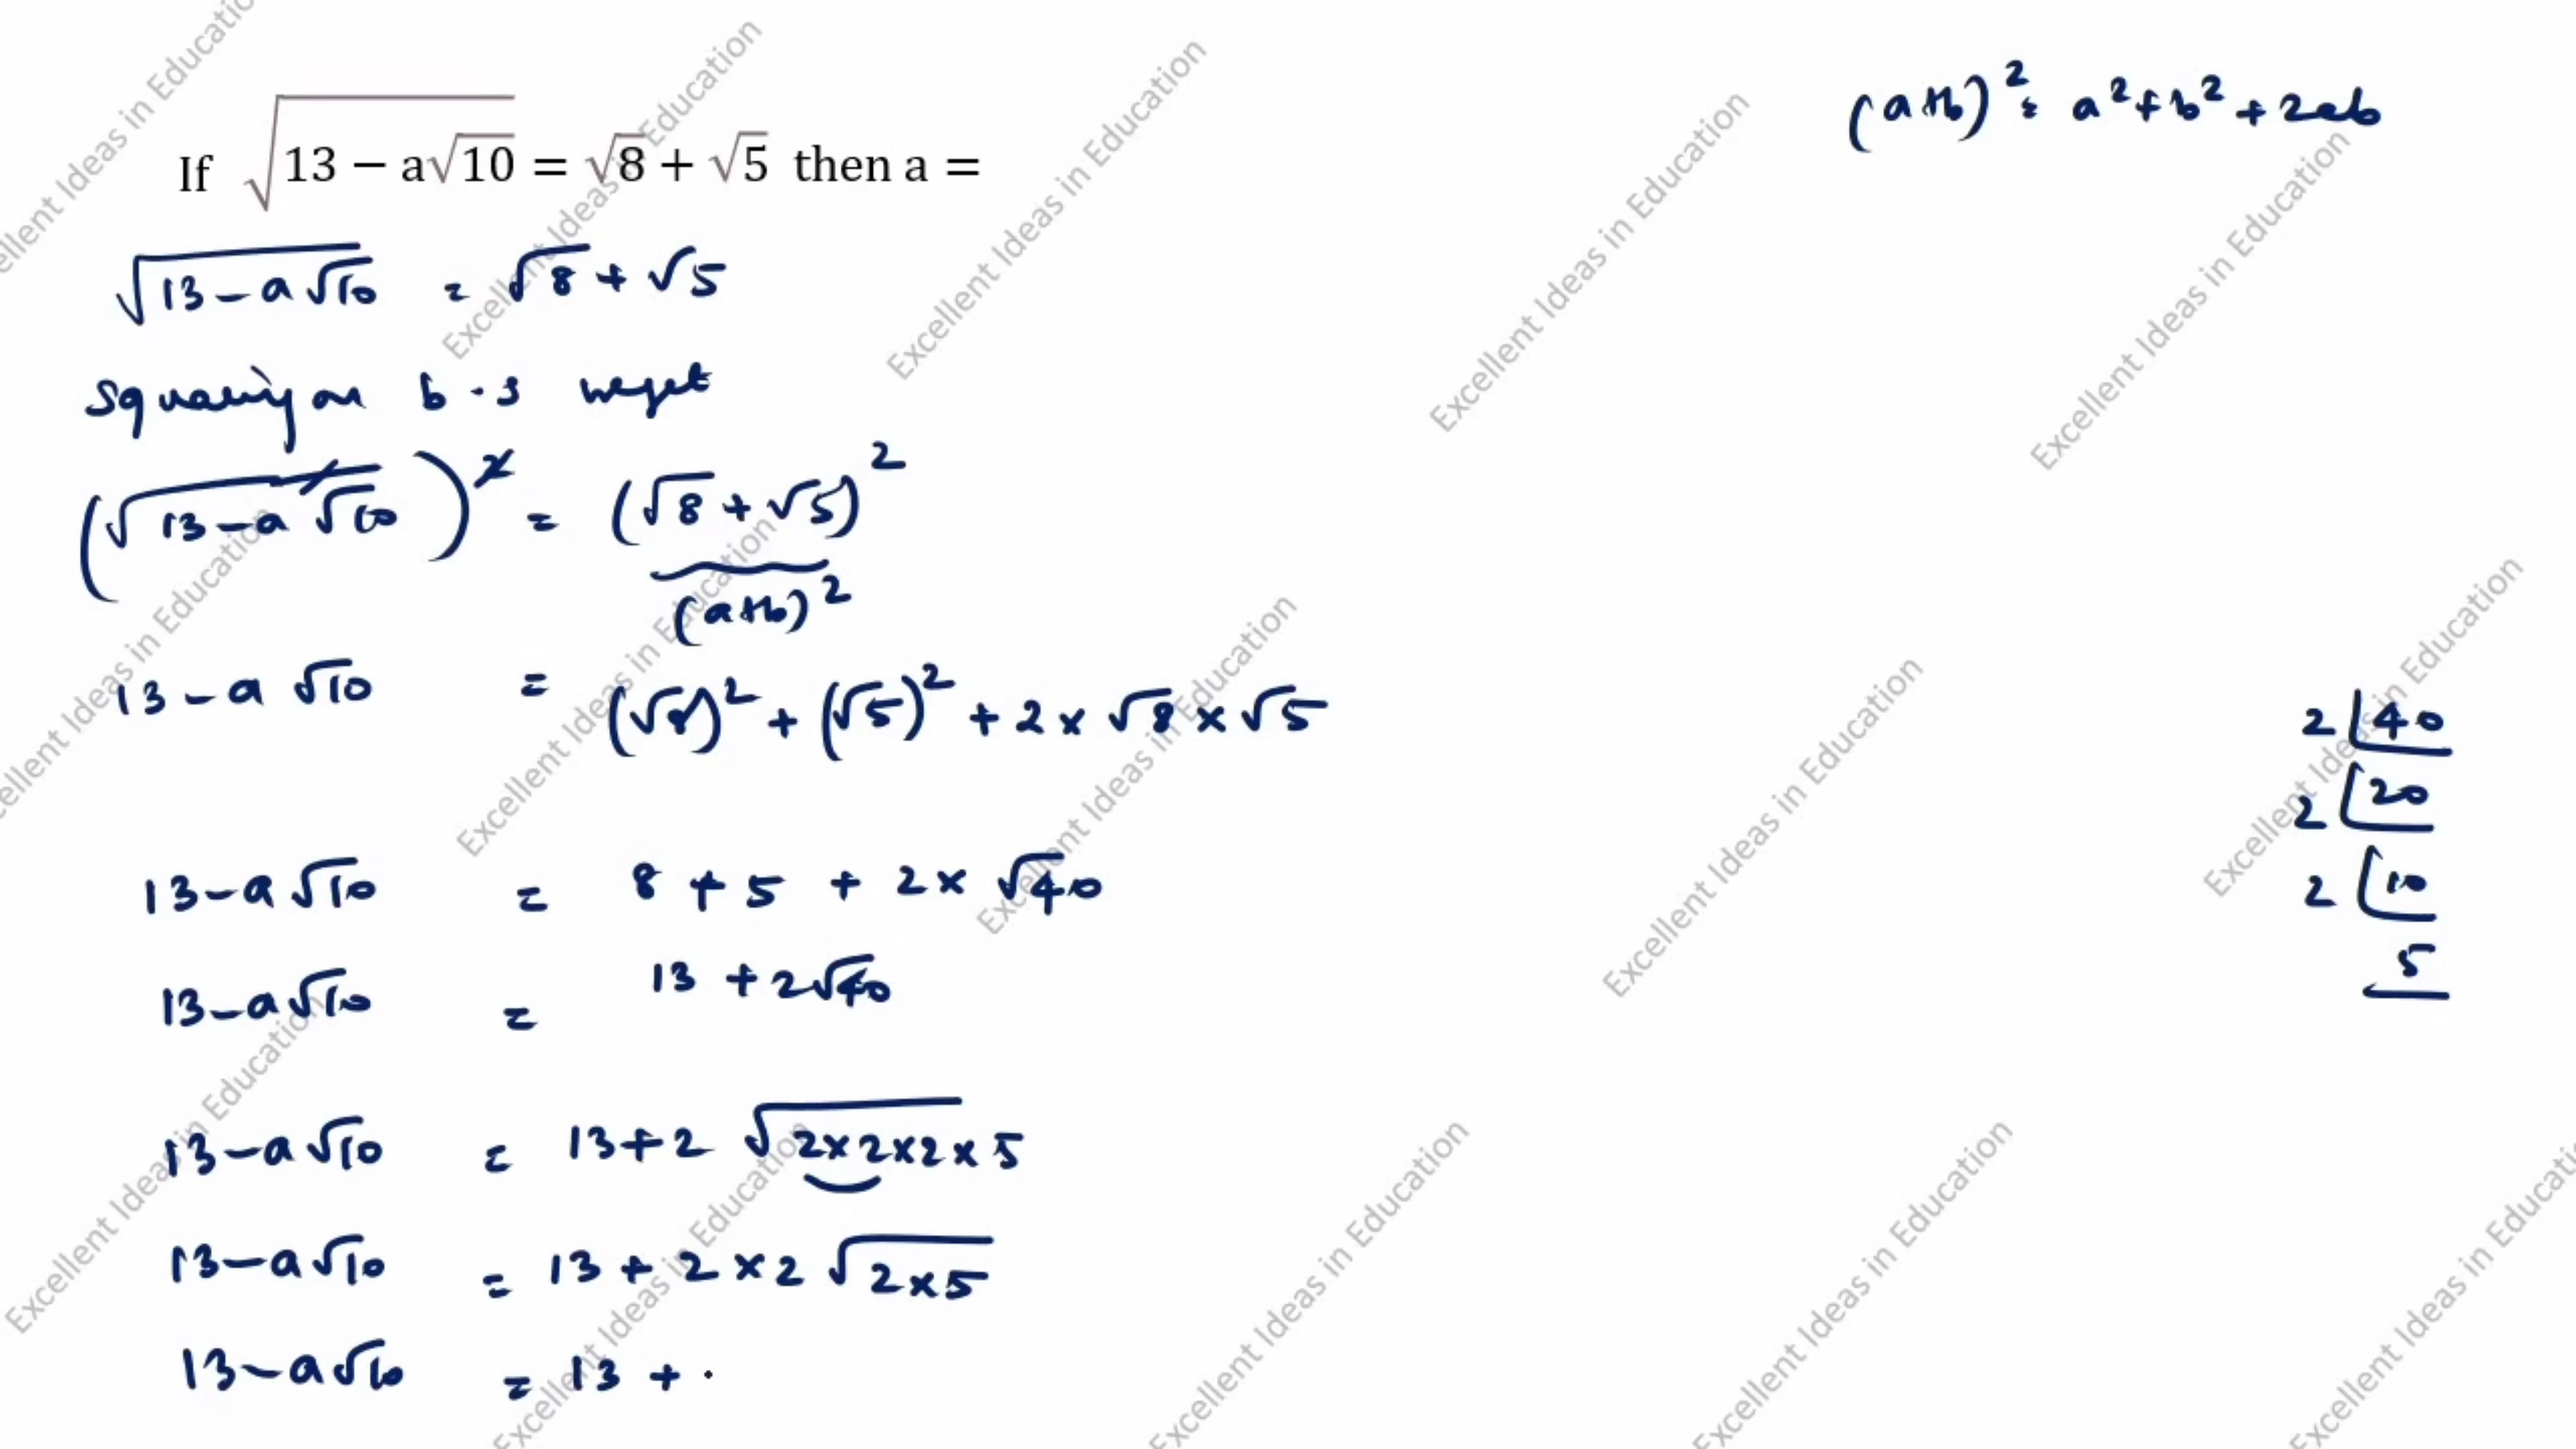 If √(13 − a√10) = √8 + √5 then a =
(a+b)² = a² + b² + 2ab
√(13 - a√10) = √8 + √5
Squaring on b.s we get
(√(13 - a√10))² = (√8 + √5)²
(a+b)²
13 - a√10 = (√8)² + (√5)² + 2 × √8 × √5
13 - a√10 = 8 + 5 + 2 × √40
13 - a√10 = 13 + 2√40
13 - a√10 = 13 + 2 √(2×2×2×5)
13 - a√10 = 13 + 2 × 2 √(2×5)
13 - a√10 = 13 +
2 | 40
2 | 20
2 | 10
5
Excellent Ideas in Education